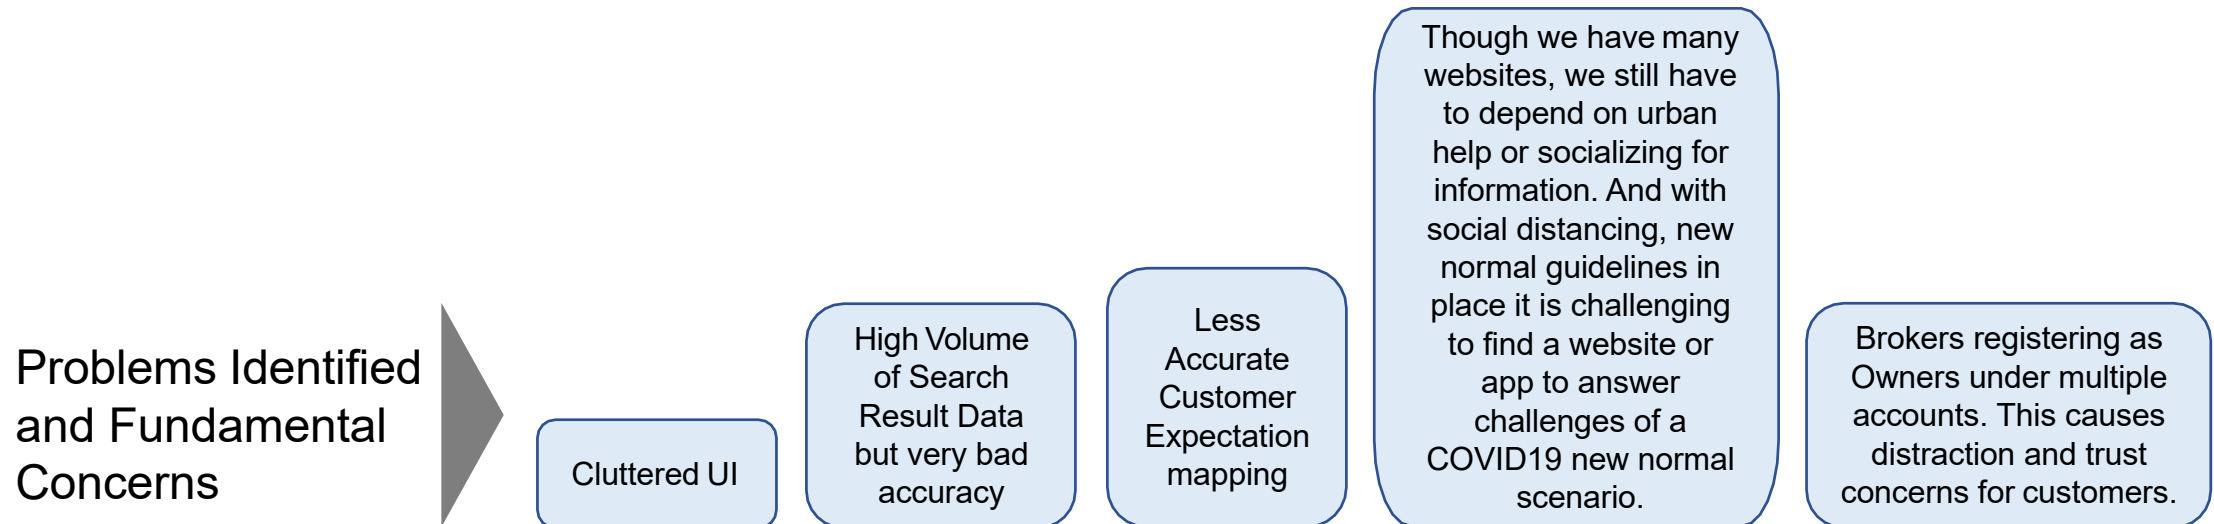 Problems Identified
and Fundamental
Concerns
Cluttered UI
High Volume
of Search
Result Data
but very bad
accuracy
Less
Accurate
Customer
Expectation
mapping
Though we have many
websites, we still have
to depend on urban
help or socializing for
information. And with
social distancing, new
normal guidelines in
place it is challenging
to find a website or
app to answer
challenges of a
COVID19 new normal
scenario.
Brokers registering as
Owners under multiple
accounts. This causes
distraction and trust
concerns for customers.